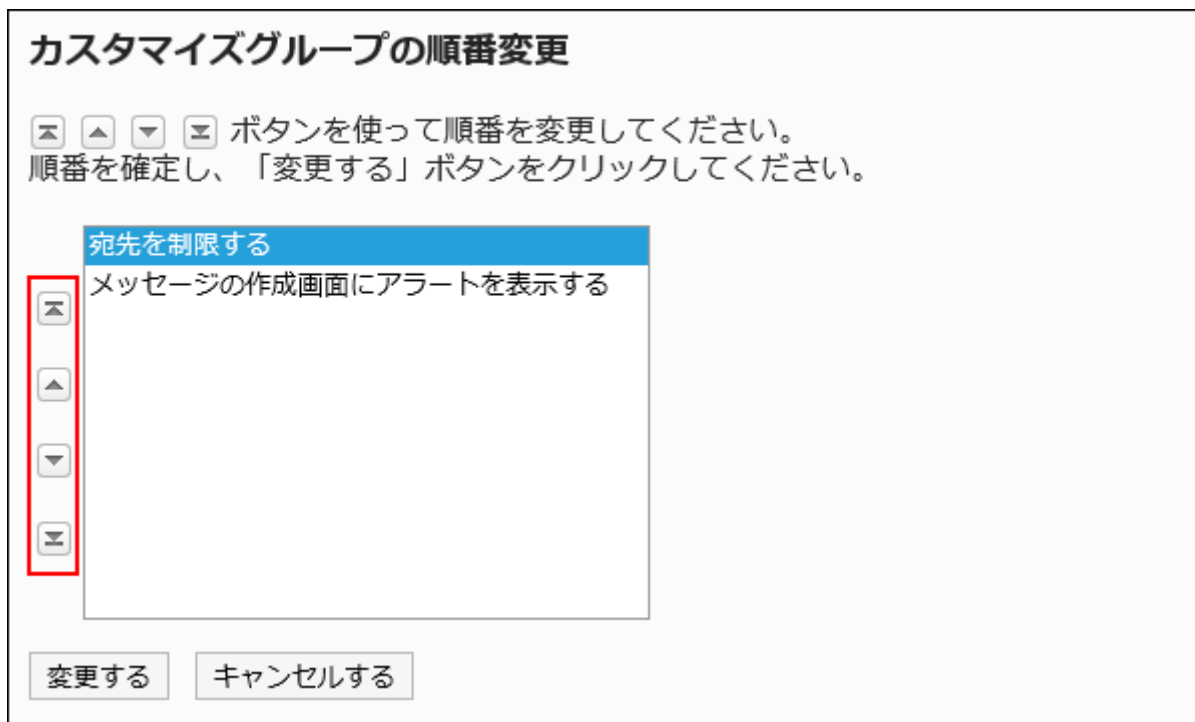 カスタマイズグループの順番変更
ボタンを使って順番を変更してください。
順番を確定し、「変更する」ボタンをクリックしてください。
宛先を制限する
メッセージの作成画面にアラートを表示する
変更する
キャンセルする